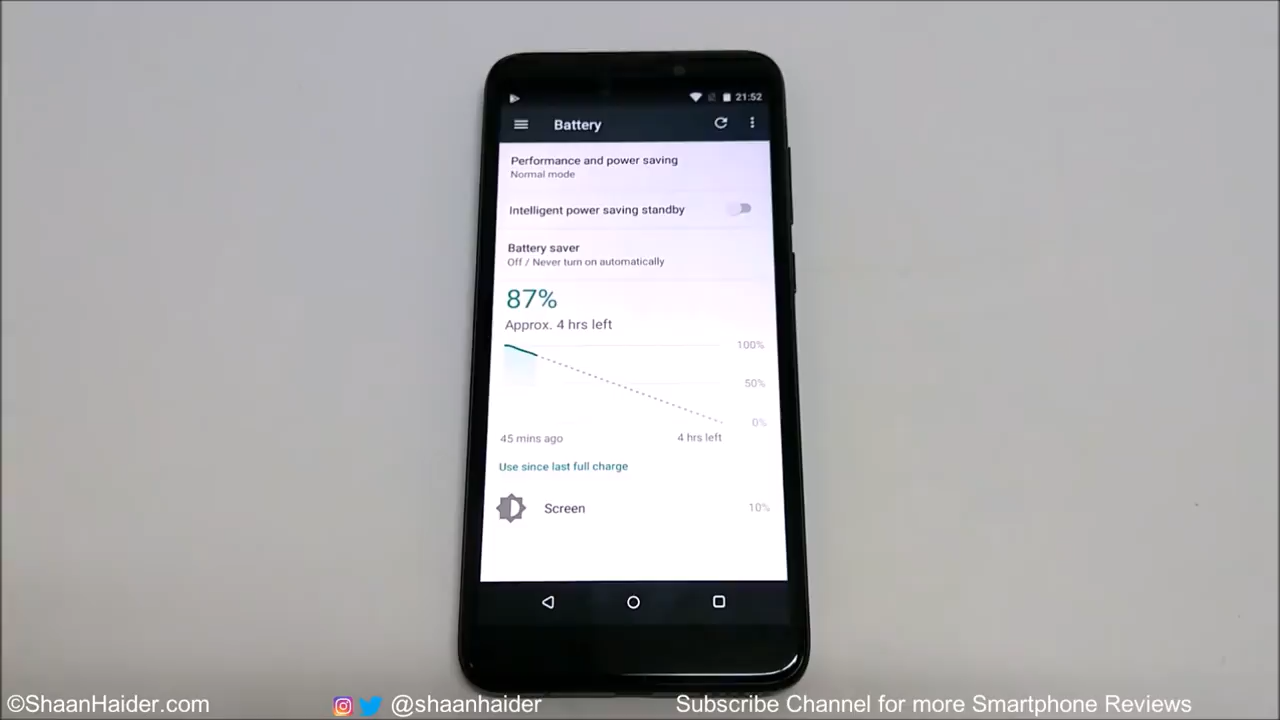 21:52
Battery
Performance and power saving
Normal mode
Intelligent power saving standby
Battery saver
Off / Never turn on automatically
87%
Approx. 4 hrs left
100%
50%
0%
45 mins ago 4 hrs left
Use since last full charge
Screen 10%
©ShaanHaider.com @shaanhaider Subscribe Channel for more Smartphone Reviews